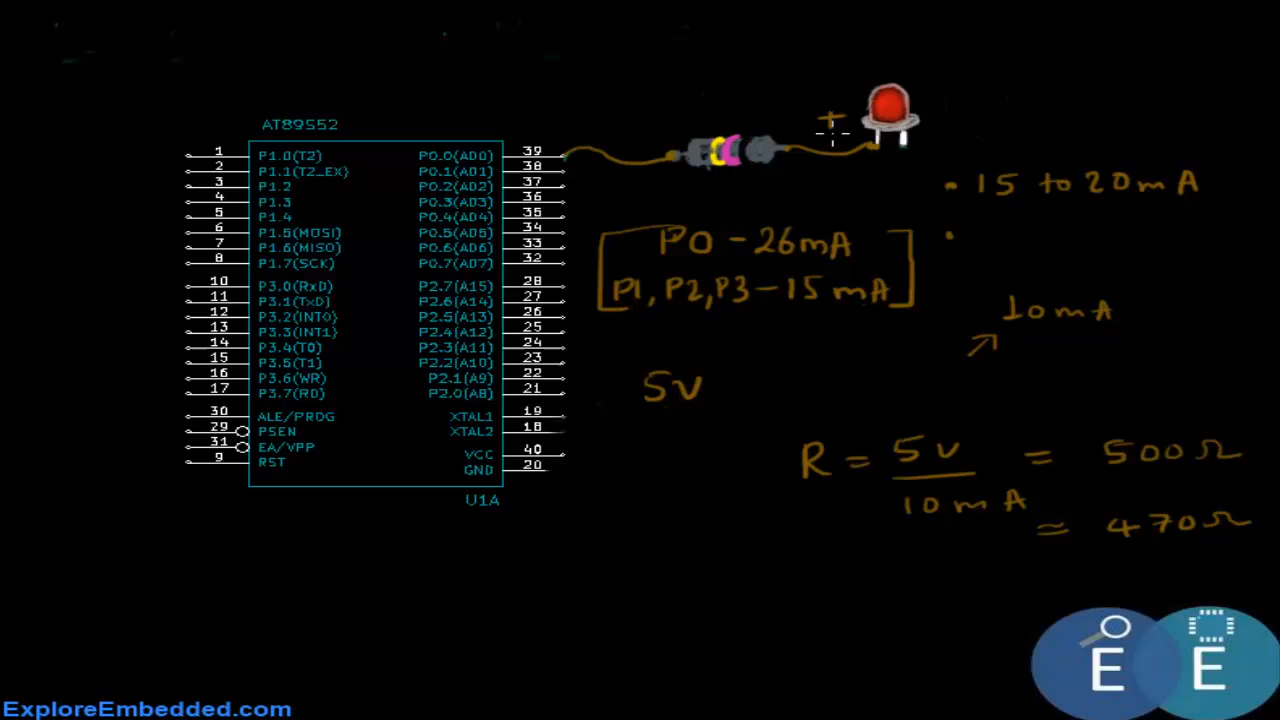 AT89552
1 P1.0(T2) P0.0(AD0) 39
2 P1.1(T2_EX} P0.1(AD1) 38
3 P1.2 P0.2(AD2) 37
4 P1.3 P0.3(AD3) 36
5 P1.4 P0.4(AD4) 35
6 P1.5(MOSI) P0.5(AD5) 34
7 P1.6(MISO) P0.6(AD6) 33
8 P1.7(SCK) P0.7(AD7) 32
10 P3.0(RxD) P2.7(A15) 28
11 P3.1(TxD) P2.6(A14) 27
12 P3.2(INT0} P2.5(A13) 26
13 P3.3(INT1} P2.4(A12) 25
14 P3.4(T0) P2.3(A11) 24
15 P3.5(T1) P2.2(A10) 23
16 P3.6(WR) P2.1(A9) 22
17 P3.7(RD) P2.0(A8) 21
30 ALE/PROG XTAL1 19
29 PSEN XTAL2 18
31 EA/VPP VCC 40
9 RST GND 20
U1A
+
• 15 to 20mA
•
[P0 - 26mA
P1, P2, P3 - 15 mA]
10mA
5V
R = 5V / 10mA = 500Ω
≃ 470Ω
E E
ExploreEmbedded.com